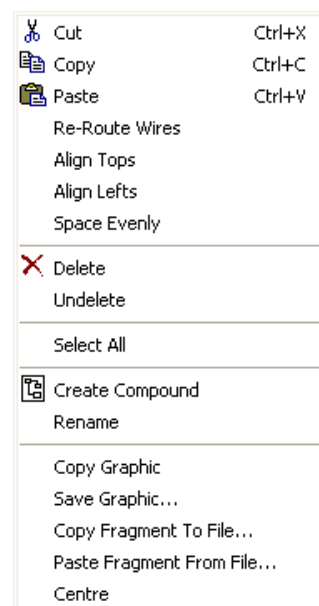 Cut Ctrl+X
Copy Ctrl+C
Paste Ctrl+V
Re-Route Wires
Align Tops
Align Lefts
Space Evenly
Delete
Undelete
Select All
Create Compound
Rename
Copy Graphic
Save Graphic...
Copy Fragment To File...
Paste Fragment From File...
Centre